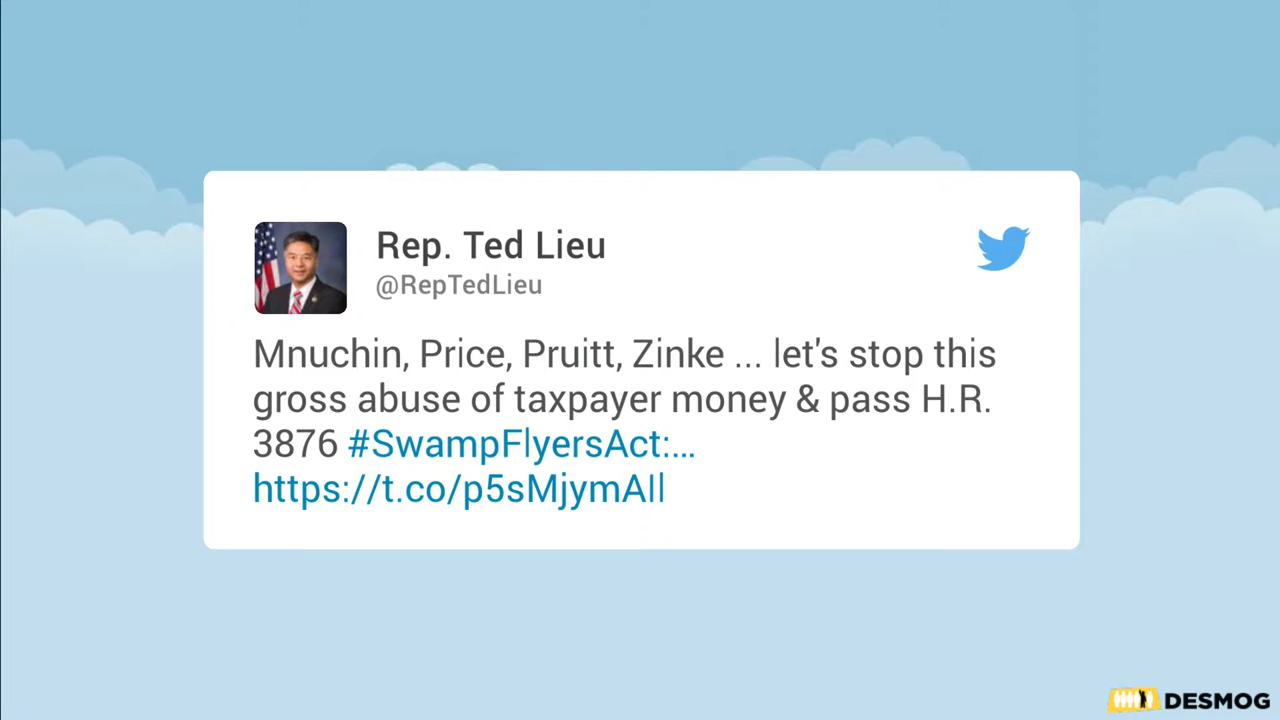 Rep. Ted Lieu
@RepTedLieu
Mnuchin, Price, Pruitt, Zinke ... let's stop this
gross abuse of taxpayer money & pass H.R.
3876 #SwampFlyersAct:...
https://t.co/p5sMjymAll
DESMOG